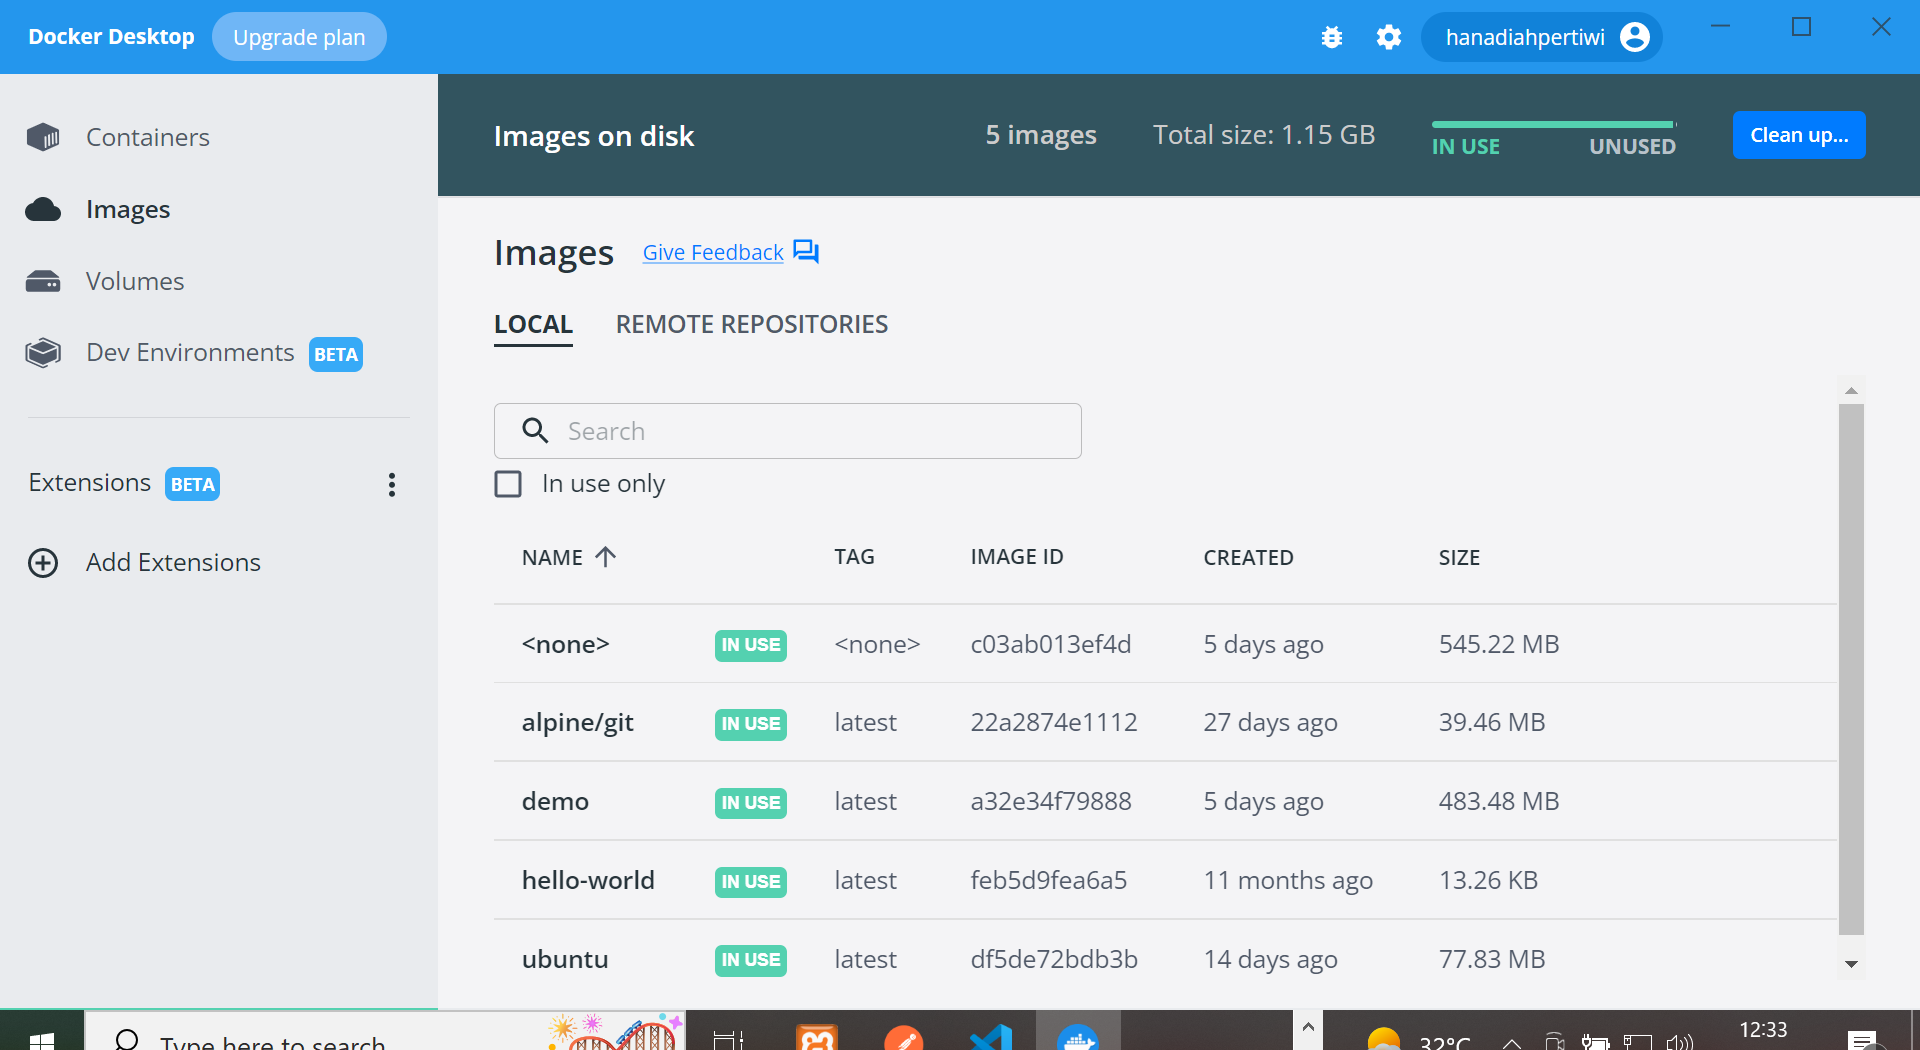 Docker Desktop Upgrade plan hanadiahpertiwi
Containers
Images
Volumes
Dev Environments BETA
Extensions BETA
Add Extensions
Images on disk 5 images Total size: 1.15 GB IN USE UNUSED Clean up...
Images Give Feedback
LOCAL REMOTE REPOSITORIES
Search
In use only
NAME TAG IMAGE ID CREATED SIZE
<none> IN USE <none> c03ab013ef4d 5 days ago 545.22 MB
alpine/git IN USE latest 22a2874e1112 27 days ago 39.46 MB
demo IN USE latest a32e34f79888 5 days ago 483.48 MB
hello-world IN USE latest feb5d9fea6a5 11 months ago 13.26 KB
ubuntu IN USE latest df5de72bdb3b 14 days ago 77.83 MB
Type here to search 32°C 12:33